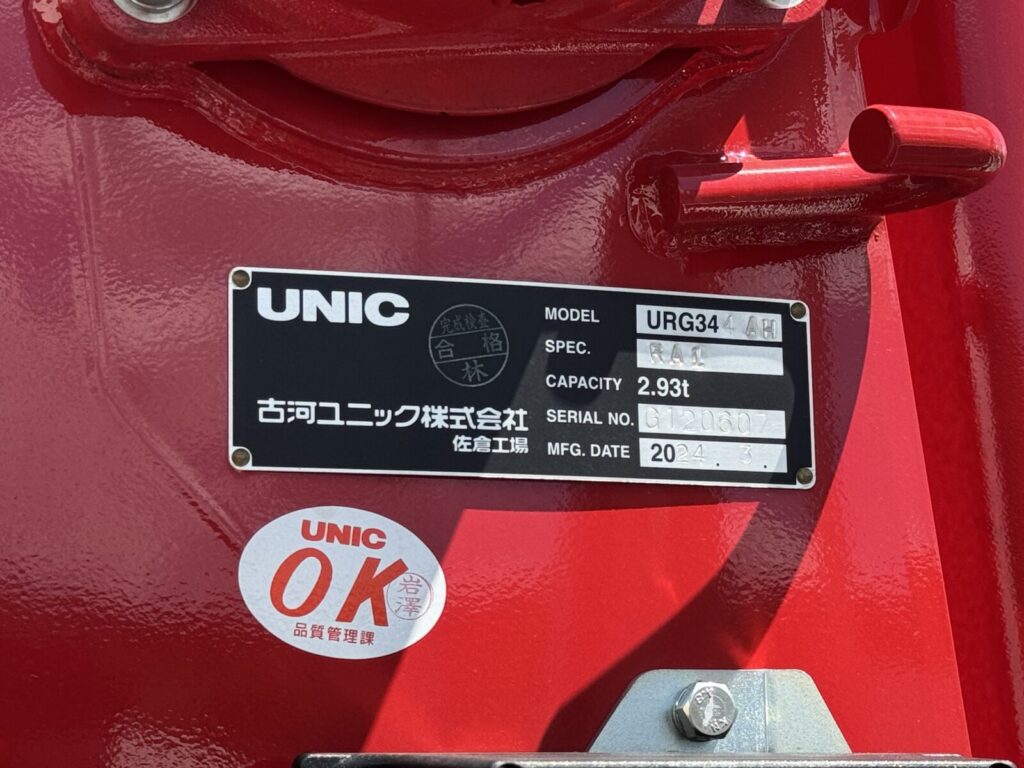 UNIC
完成検査
合格
林
古河ユニック株式会社
佐倉工場
MODEL URG344AH
SPEC. RA1
CAPACITY 2.93t
SERIAL NO. G120607
MFG. DATE 2024.3.
UNIC
OK
岩澤
品質管理課